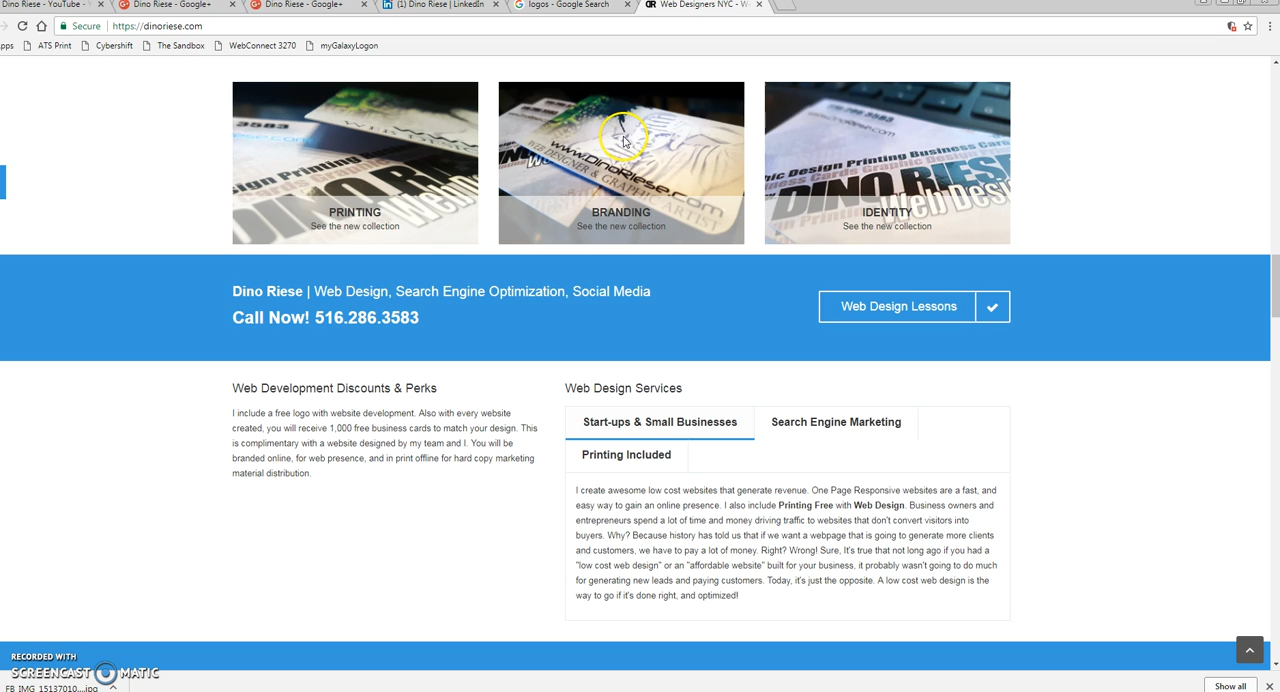 Dino Riese - YouTube - Dino Riese - Google+ Dino Riese - Google+ (1) Dino Riese | LinkedIn logos - Google Search Web Designers NYC - W
Secure https://dinoriese.com
pps ATS Print Cybershift The Sandbox WebConnect 3270 myGalaxyLogon
3583
www.DinoRiese.com
WEB DESIGNER & GRAPHIC ARTIST
DINO RIESE
Web Des
PRINTING BRANDING IDENTITY
See the new collection See the new collection See the new collection
Dino Riese | Web Design, Search Engine Optimization, Social Media
Call Now! 516.286.3583
Web Design Lessons
Web Development Discounts & Perks
I include a free logo with website development. Also with every website
created, you will receive 1,000 free business cards to match your design. This
is complimentary with a website designed by my team and I. You will be
branded online, for web presence, and in print offline for hard copy marketing
material distribution.
Web Design Services
Start-ups & Small Businesses Search Engine Marketing
Printing Included
I create awesome low cost websites that generate revenue. One Page Responsive websites are a fast, and
easy way to gain an online presence. I also include Printing Free with Web Design. Business owners and
entrepreneurs spend a lot of time and money driving traffic to websites that don't convert visitors into
buyers. Why? Because history has told us that if we want a webpage that is going to generate more clients
and customers, we have to pay a lot of money. Right? Wrong! Sure, It's true that not long ago if you had a
"low cost web design" or an "affordable website" built for your business, it probably wasn't going to do much
for generating new leads and paying customers. Today, it's just the opposite. A low cost web design is the
way to go if it's done right, and optimized!
RECORDED WITH
SCREENCAST MATIC
FB_IMG_15137010....jpg
Show all